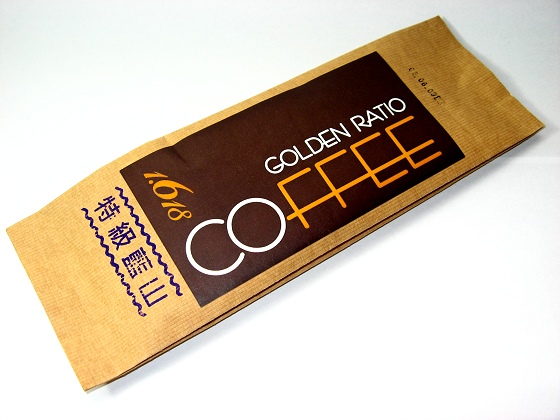 GOLDEN RATIO
1.618
COFFEE
特級藍山